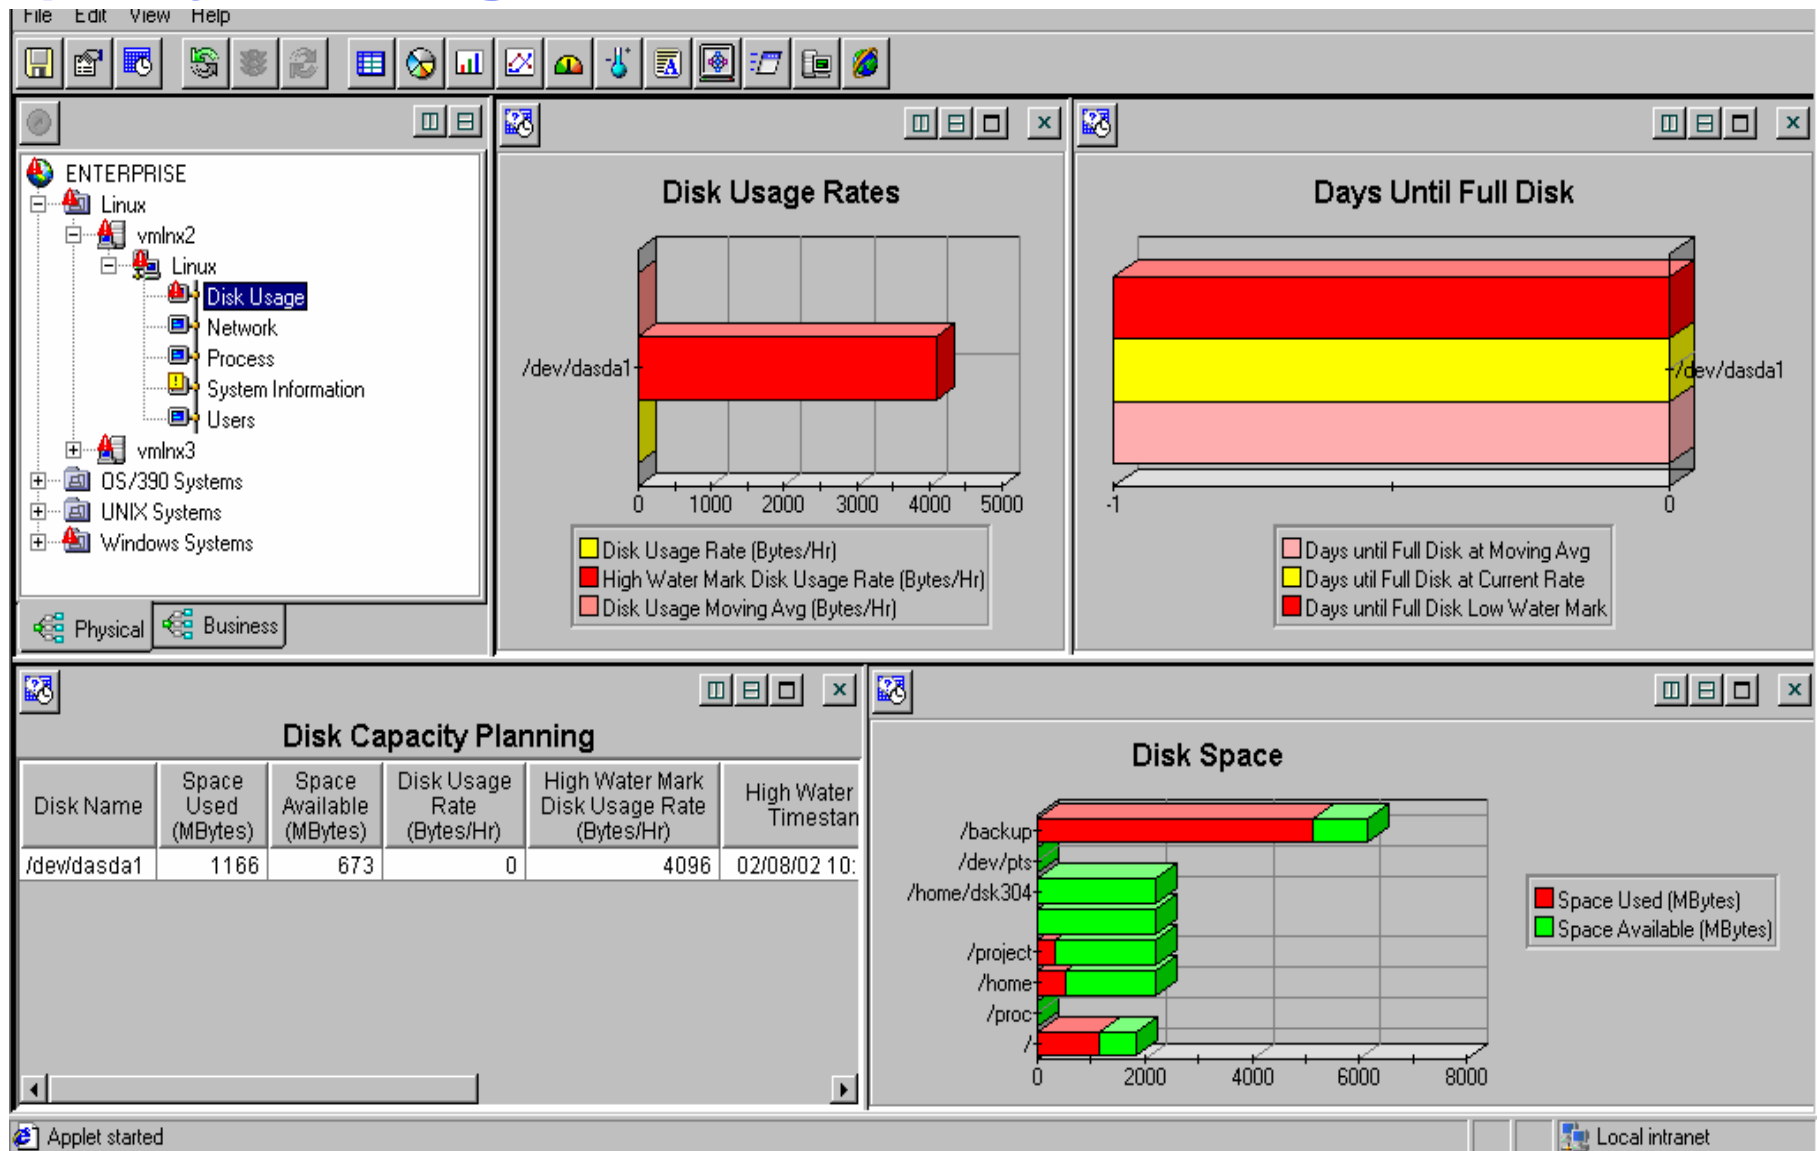 File Edit View Help
ENTERPRISE
Linux
vmlnx2
Linux
Disk Usage
Network
Process
System Information
Users
vmlnx3
OS/390 Systems
UNIX Systems
Windows Systems
Physical
Business
Disk Usage Rates
/dev/dasda1
0 1000 2000 3000 4000 5000
Disk Usage Rate (Bytes/Hr)
High Water Mark Disk Usage Rate (Bytes/Hr)
Disk Usage Moving Avg (Bytes/Hr)
Days Until Full Disk
/dev/dasda1
-1 0
Days until Full Disk at Moving Avg
Days util Full Disk at Current Rate
Days until Full Disk Low Water Mark
Disk Capacity Planning
Disk Name
Space
Used
(MBytes)
Space
Available
(MBytes)
Disk Usage
Rate
(Bytes/Hr)
High Water Mark
Disk Usage Rate
(Bytes/Hr)
High Water
Timestan
/dev/dasda1 1166 673 0 4096 02/08/02 10:
Disk Space
/backup
/dev/pts
/home/dsk304
/project
/home
/proc
/
0 2000 4000 6000 8000
Space Used (MBytes)
Space Available (MBytes)
Applet started
Local intranet